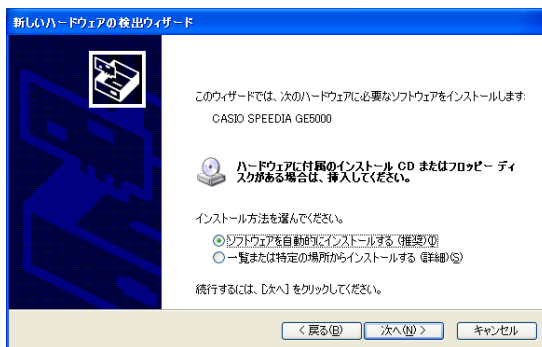 新しいハードウェアの検出ウィザード
このウィザードでは、次のハードウェアに必要なソフトウェアをインストールします:
CASIO SPEEDIA GE5000
ハードウェアに付属のインストール CD またはフロッピー ディ
スクがある場合は、挿入してください。
インストール方法を選んでください。
ソフトウェアを自動的にインストールする (推奨)(I)
一覧または特定の場所からインストールする (詳細)(S)
続行するには、[次へ] をクリックしてください。
< 戻る(B) 次へ(N) > キャンセル